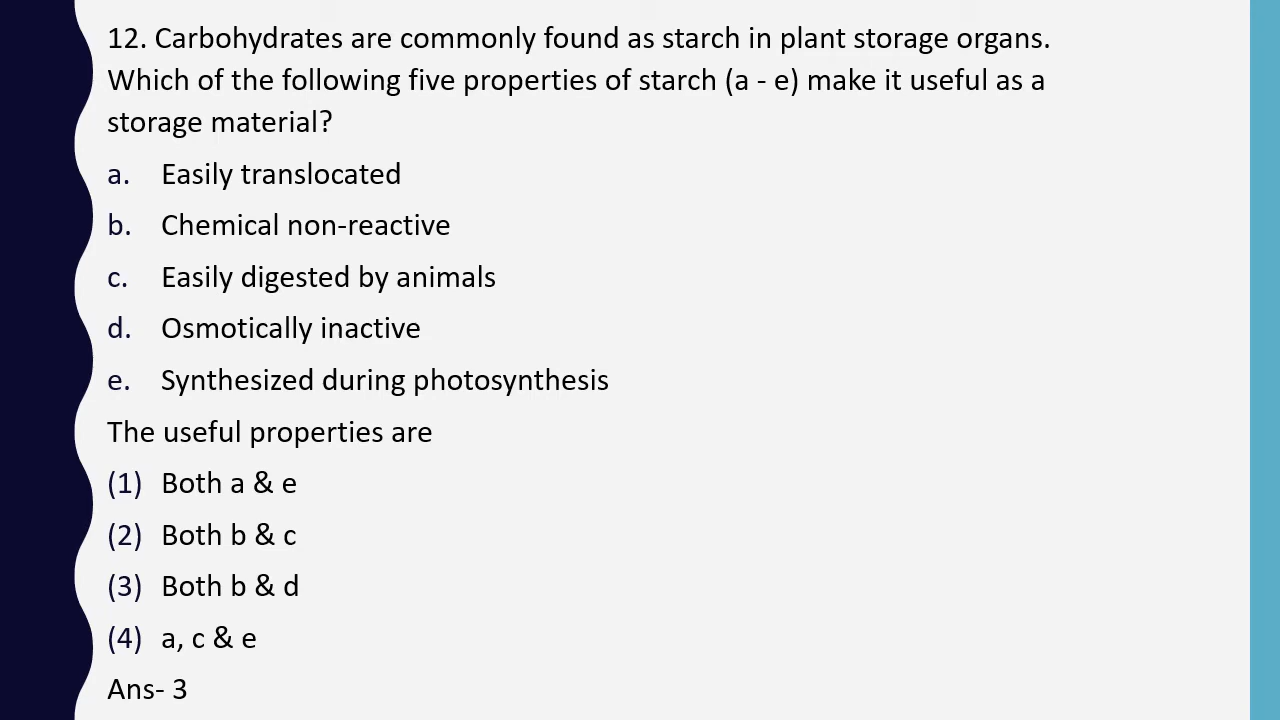 12. Carbohydrates are commonly found as starch in plant storage organs.
Which of the following five properties of starch (a - e) make it useful as a
storage material?
a. Easily translocated
b. Chemical non-reactive
c. Easily digested by animals
d. Osmotically inactive
e. Synthesized during photosynthesis
The useful properties are
(1) Both a & e
(2) Both b & c
(3) Both b & d
(4) a, c & e
Ans- 3